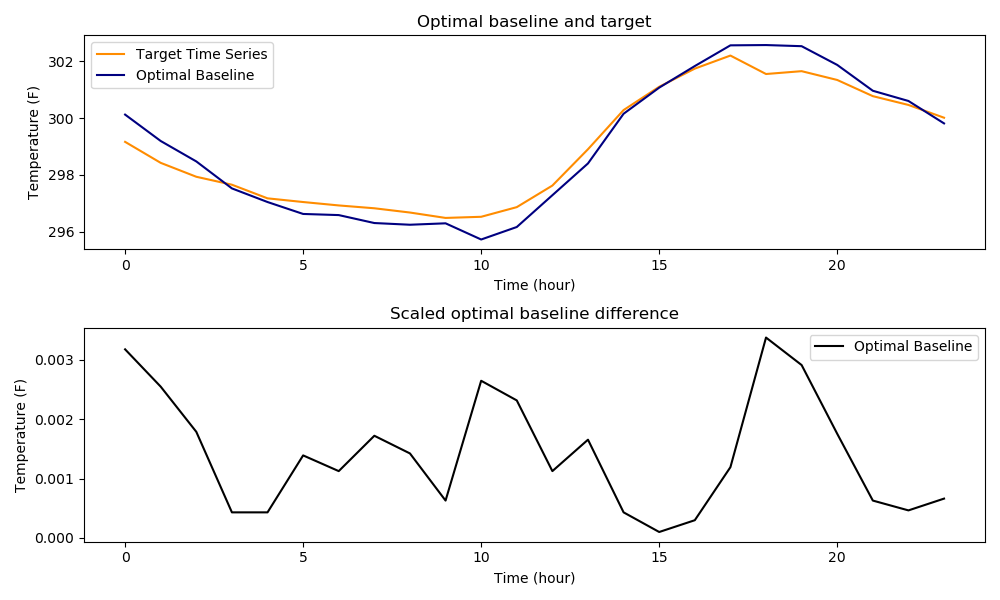 Optimal baseline and target
Target Time Series
Optimal Baseline
Temperature (F)
302
300
298
296
0
5
10
15
20
Time (hour)
Scaled optimal baseline difference
Optimal Baseline
Temperature (F)
0.003
0.002
0.001
0.000
0
5
10
15
20
Time (hour)